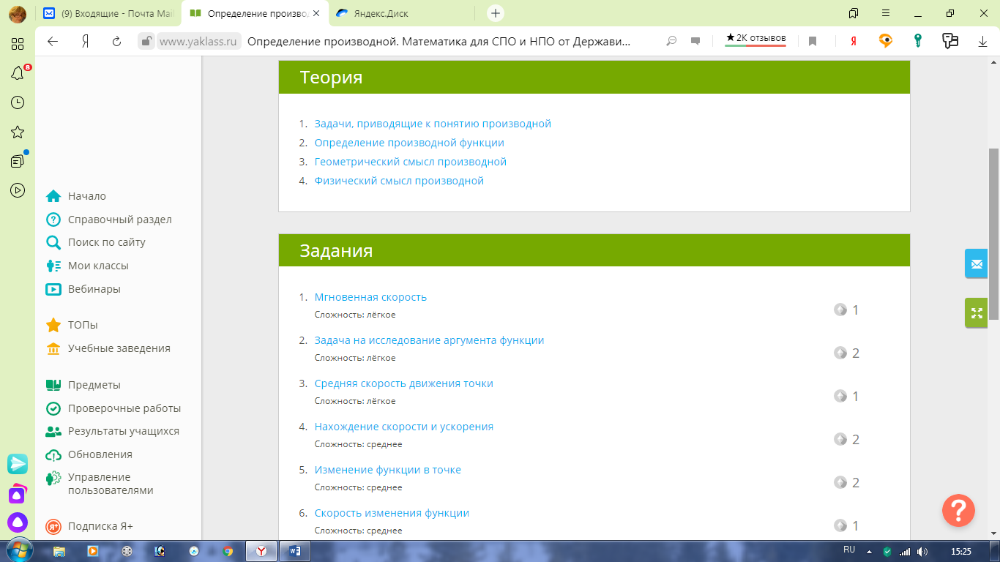 (9) Входящие - Почта Mai
Определение произво
Яндекс.Диск
www.yaklass.ru
Определение производной. Математика для СПО и НПО от Держави...
★2K отзывов
8
Теория
1. Задачи, приводящие к понятию производной
2. Определение производной функции
3. Геометрический смысл производной
4. Физический смысл производной
Начало
Справочный раздел
Поиск по сайту
Мои классы
Вебинары
ТОПы
Учебные заведения
Предметы
Проверочные работы
Результаты учащихся
Обновления
Управление
пользователями
Подписка Я+
Задания
1. Мгновенная скорость
Сложность: лёгкое
1
2. Задача на исследование аргумента функции
Сложность: лёгкое
2
3. Средняя скорость движения точки
Сложность: лёгкое
1
4. Нахождение скорости и ускорения
Сложность: среднее
2
5. Изменение функции в точке
Сложность: среднее
2
6. Скорость изменения функции
Сложность: среднее
1
?
RU
15:25